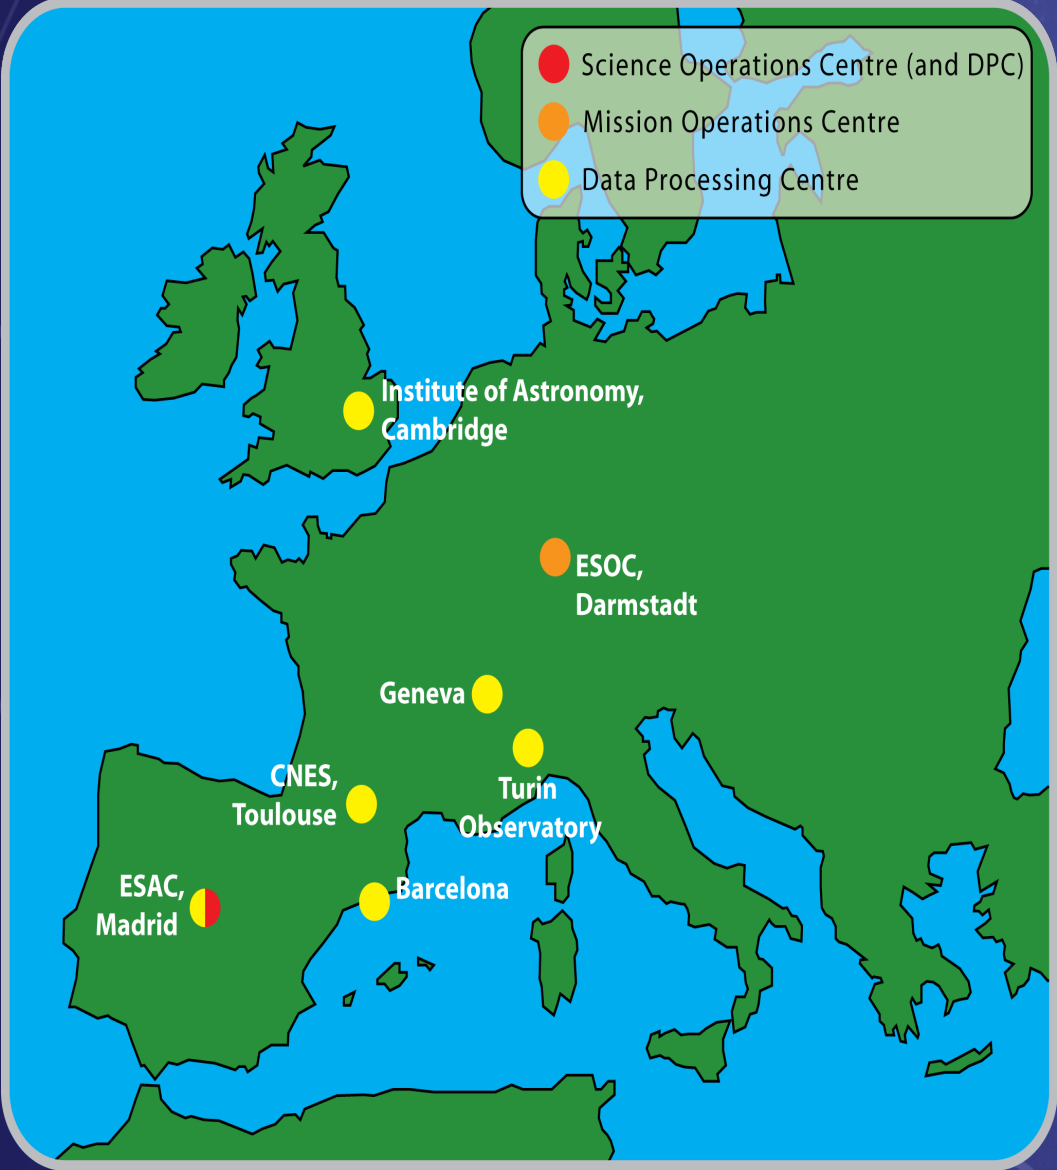 Science Operations Centre (and DPC)
Mission Operations Centre
Data Processing Centre
Institute of Astronomy,
Cambridge
ESOC,
Darmstadt
Geneva
Turin
Observatory
CNES,
Toulouse
Barcelona
ESAC,
Madrid